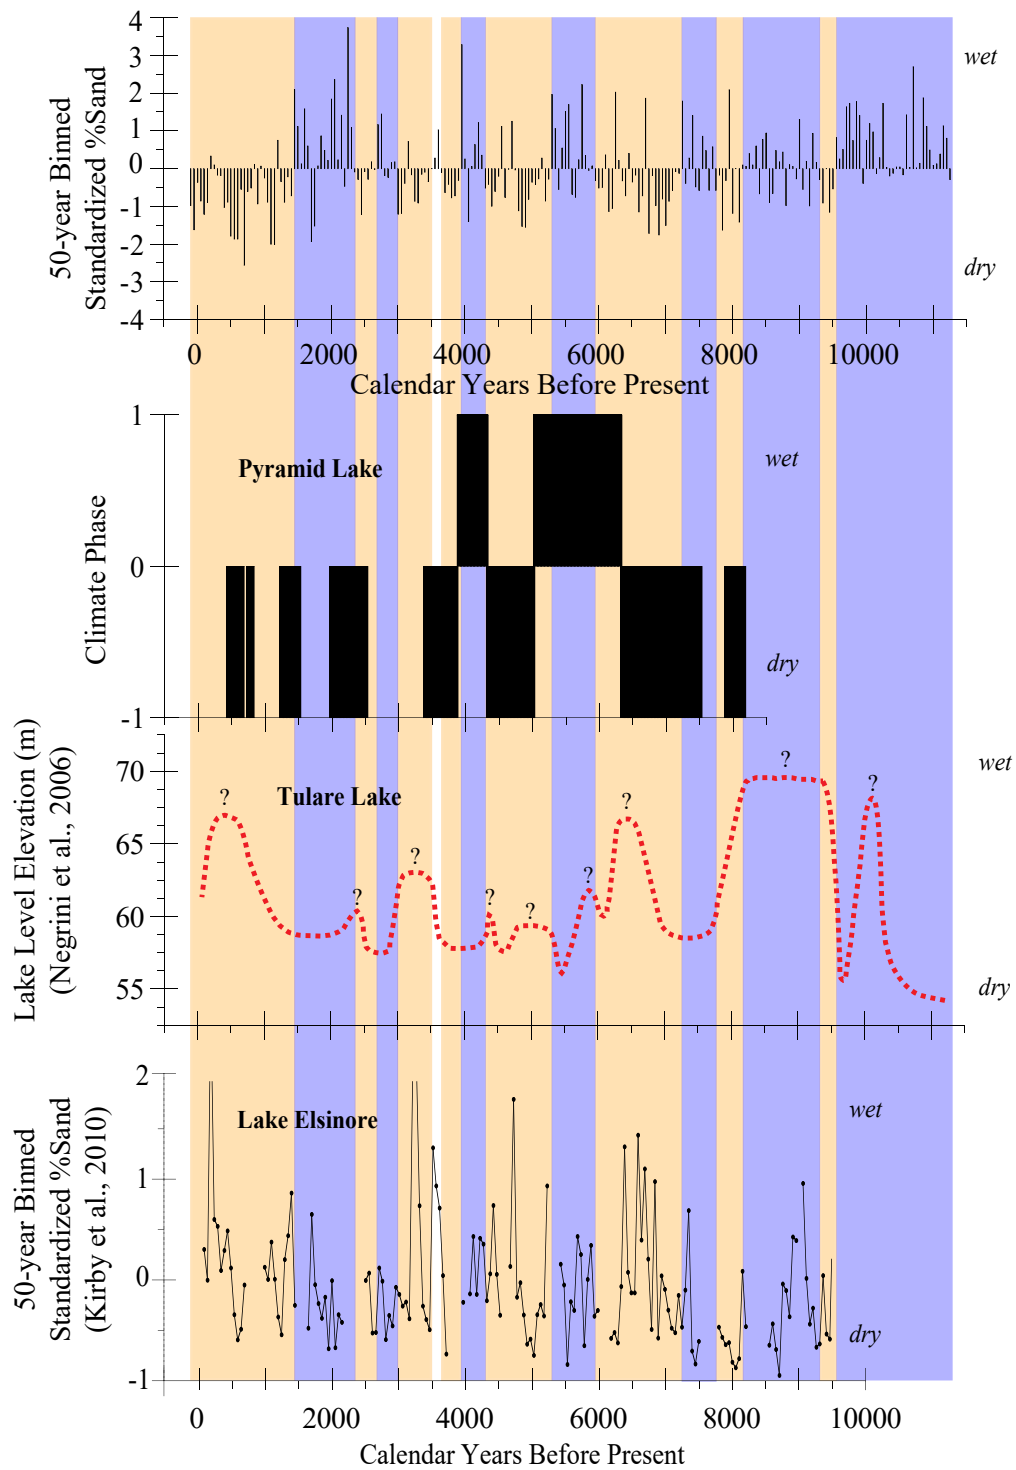 50-year Binned
Standardized %Sand
4
3
2
1
0
-1
-2
-3
-4
wet
dry
0
2000
4000
6000
8000
10000
Calendar Years Before Present
Climate Phase
1
0
-1
Pyramid Lake
wet
dry
Lake Level Elevation (m)
(Negrini et al., 2006)
70
65
60
55
Tulare Lake
?
?
?
?
?
?
?
?
?
wet
dry
50-year Binned
Standardized %Sand
(Kirby et al., 2010)
2
1
0
-1
Lake Elsinore
wet
dry
0
2000
4000
6000
8000
10000
Calendar Years Before Present